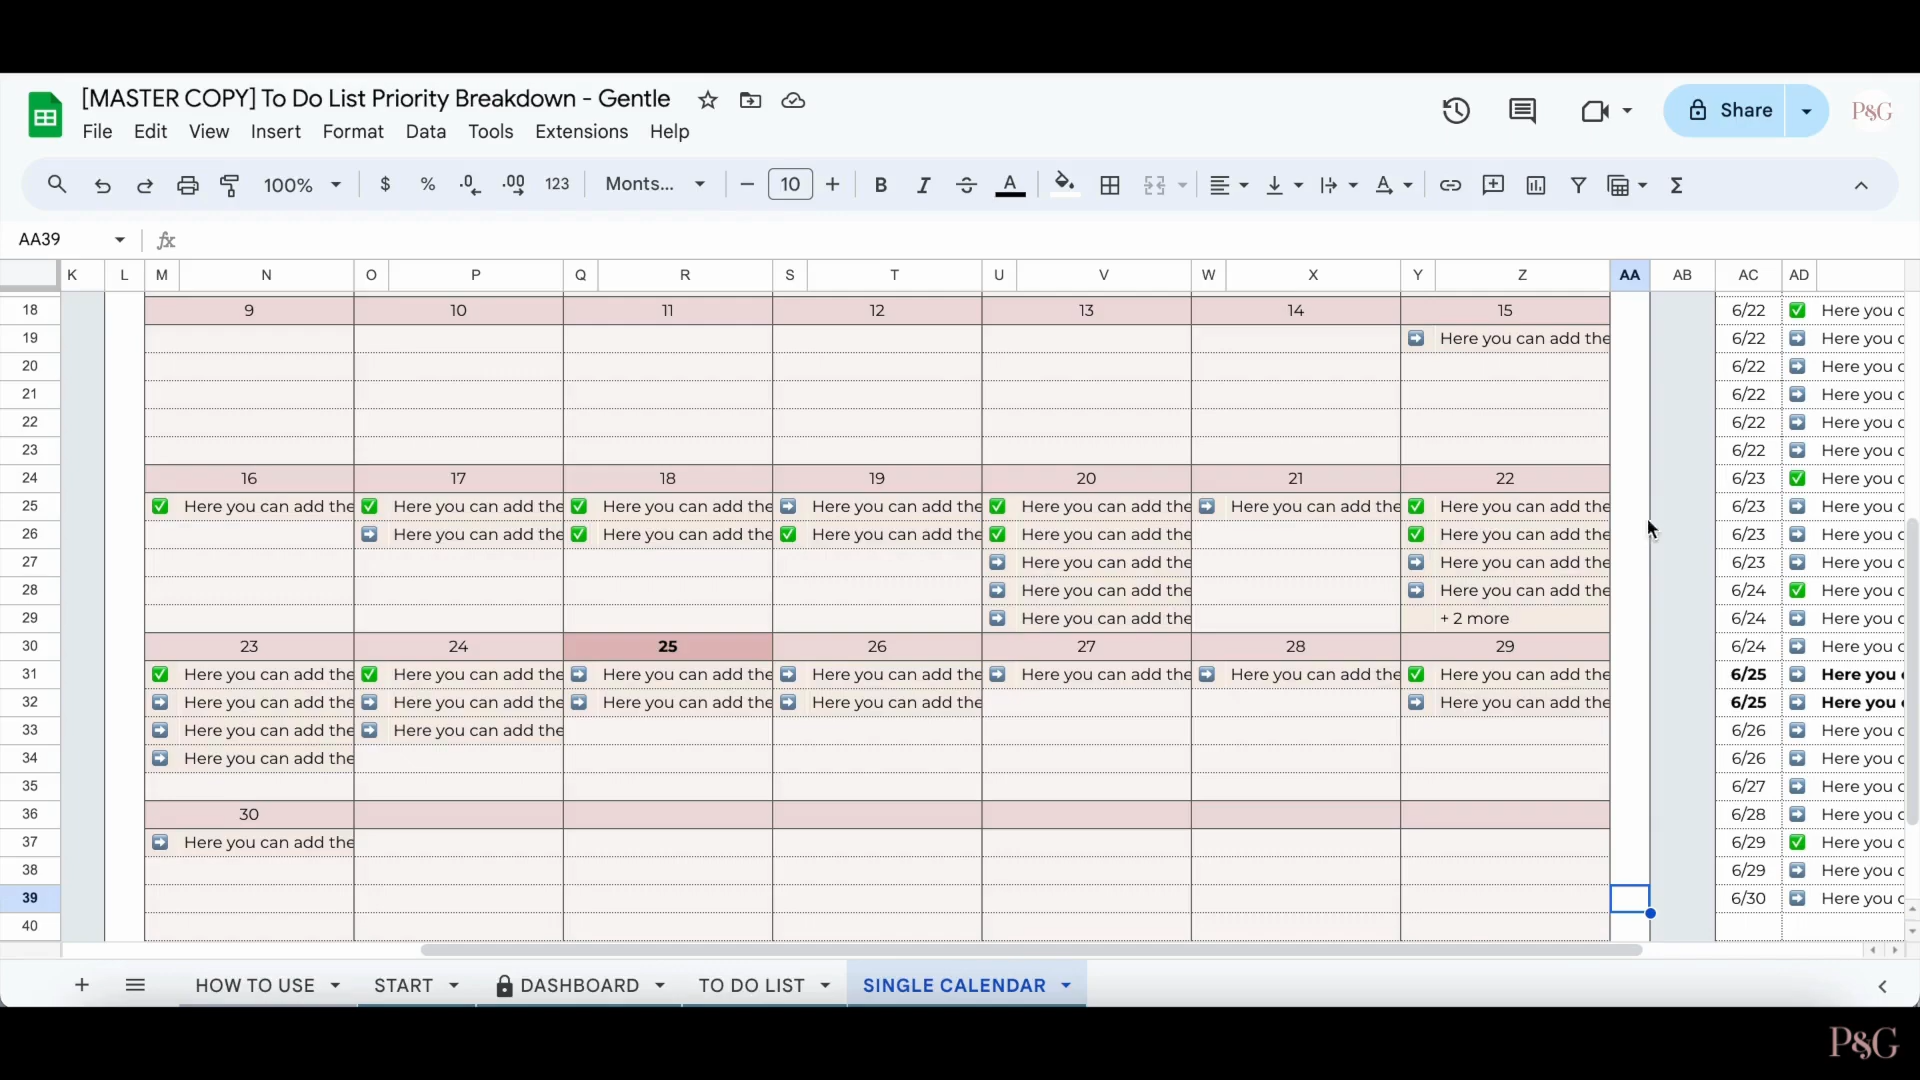 [MASTER COPY] To Do List Priority Breakdown - Gentle
File Edit View Insert Format Data Tools Extensions Help
Share
P&G
100% $ % .0 .00 123 Monts... 10 B I S A
AA39 fx
K L M N O P Q R S T U V W X Y Z AA AB AC AD
18 9 10 11 12 13 14 15 6/22 Here you
19 Here you can add the 6/22 Here you
20 6/22 Here you
21 6/22 Here you
22 6/22 Here you
23 6/22 Here you
24 16 17 18 19 20 21 22 6/23 Here you
25 Here you can add the Here you can add the Here you can add the Here you can add the Here you can add the Here you can add the Here you can add the 6/23 Here you
26 Here you can add the Here you can add the Here you can add the Here you can add the Here you can add the 6/23 Here you
27 Here you can add the Here you can add the 6/23 Here you
28 Here you can add the Here you can add the 6/24 Here you
29 Here you can add the + 2 more 6/24 Here you
30 23 24 25 26 27 28 29 6/24 Here you
31 Here you can add the Here you can add the Here you can add the Here you can add the Here you can add the Here you can add the Here you can add the 6/25 Here you
32 Here you can add the Here you can add the Here you can add the Here you can add the Here you can add the 6/25 Here you
33 Here you can add the Here you can add the 6/26 Here you
34 Here you can add the 6/26 Here you
35 6/27 Here you
36 30 6/28 Here you
37 Here you can add the 6/29 Here you
38 6/29 Here you
39 6/30 Here you
40
HOW TO USE START DASHBOARD TO DO LIST SINGLE CALENDAR
P&G